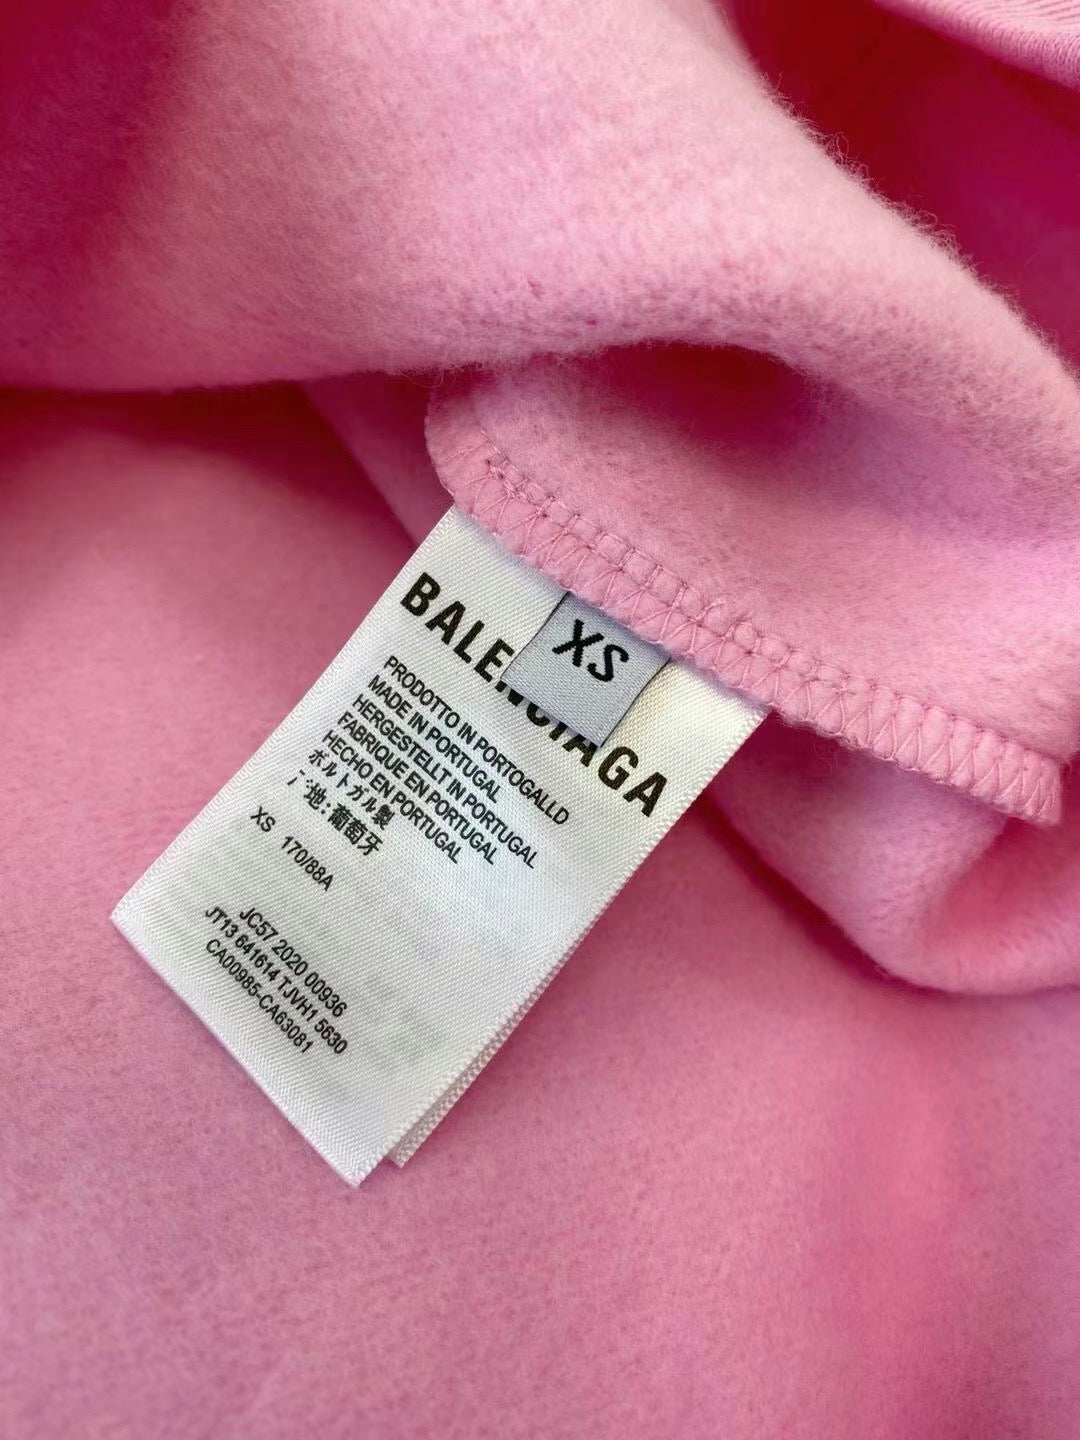 BALENCIAGA
XS
PRODOTTO IN PORTOGALLD
MADE IN PORTUGAL
HERGESTELLT IN PORTUGAL
FABRIQUE EN PORTUGAL
HECHO EN PORTUGAL
ボルトガル製
产地:葡萄牙
XS 170/88A
JC57 2020 00936
JT13 641614 TJVH1 5630
CA00985-CA63081